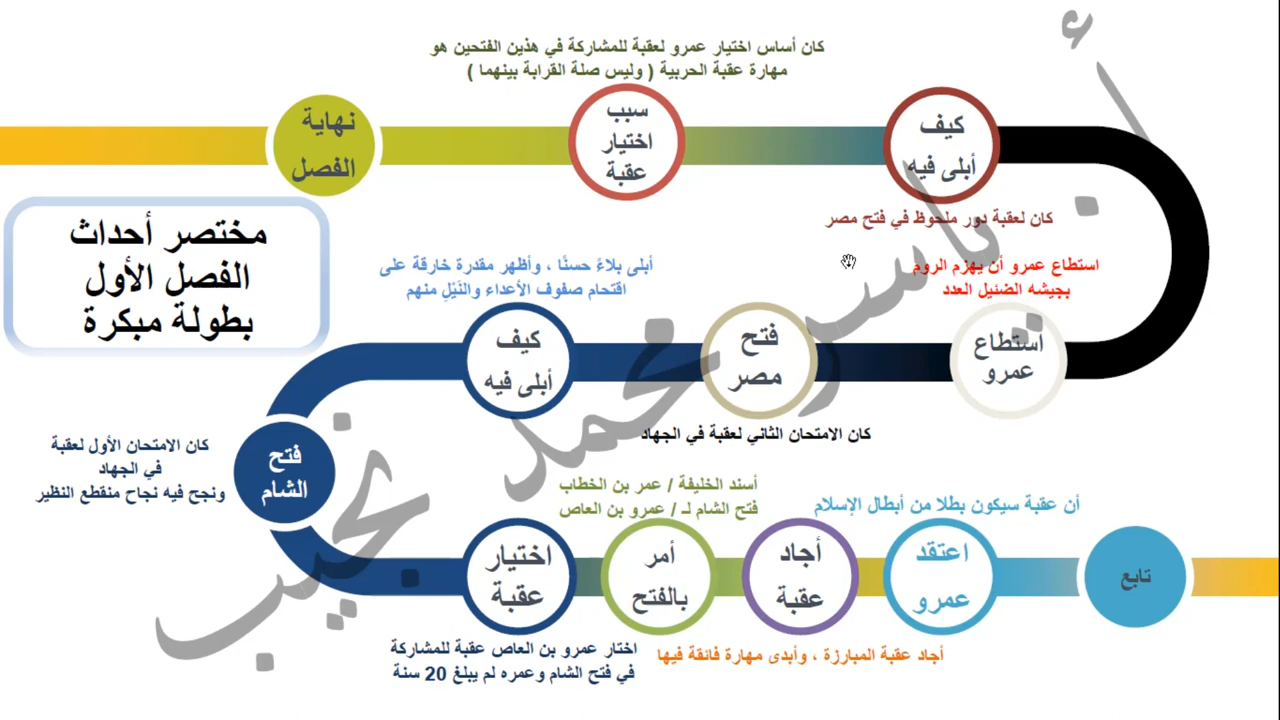 كان أساس اختيار عمرو لعقبة للمشاركة في هذين الفتحين هو
مهارة عقبة الحربية ( وليس صلة القرابة بينهما )
كيف
أبلى فيه
سبب
اختيار
عقبة
نهاية
الفصل
كان لعقبة دور ملحوظ في فتح مصر
مختصر أحداث
الفصل الأول
بطولة مبكرة
استطاع عمرو أن يهزم الروم
بجيشه الضئيل العدد
أبلى بلاءً حسنًا ، وأظهر مقدرة خارقة على
اقتحام صفوف الأعداء والنَيْلِ منهم
استطاع
عمرو
فتح
مصر
كيف
أبلى فيه
كان الامتحان الثاني لعقبة في الجهاد
كان الامتحان الأول لعقبة
في الجهاد
ونجح فيه نجاح منقطع النظير
فتح
الشام
أن عقبة سيكون بطلا من أبطال الإسلام
أسند الخليفة / عمر بن الخطاب
فتح الشام لـ / عمرو بن العاص
تابع
اعتقد
عمرو
أجاد
عقبة
أمر
بالفتح
اختيار
عقبة
أجاد عقبة المبارزة ، وأبدى مهارة فائقة فيها
اختار عمرو بن العاص عقبة للمشاركة
في فتح الشام وعمره لم يبلغ 20 سنة
أ. ياسر محمد نجيب